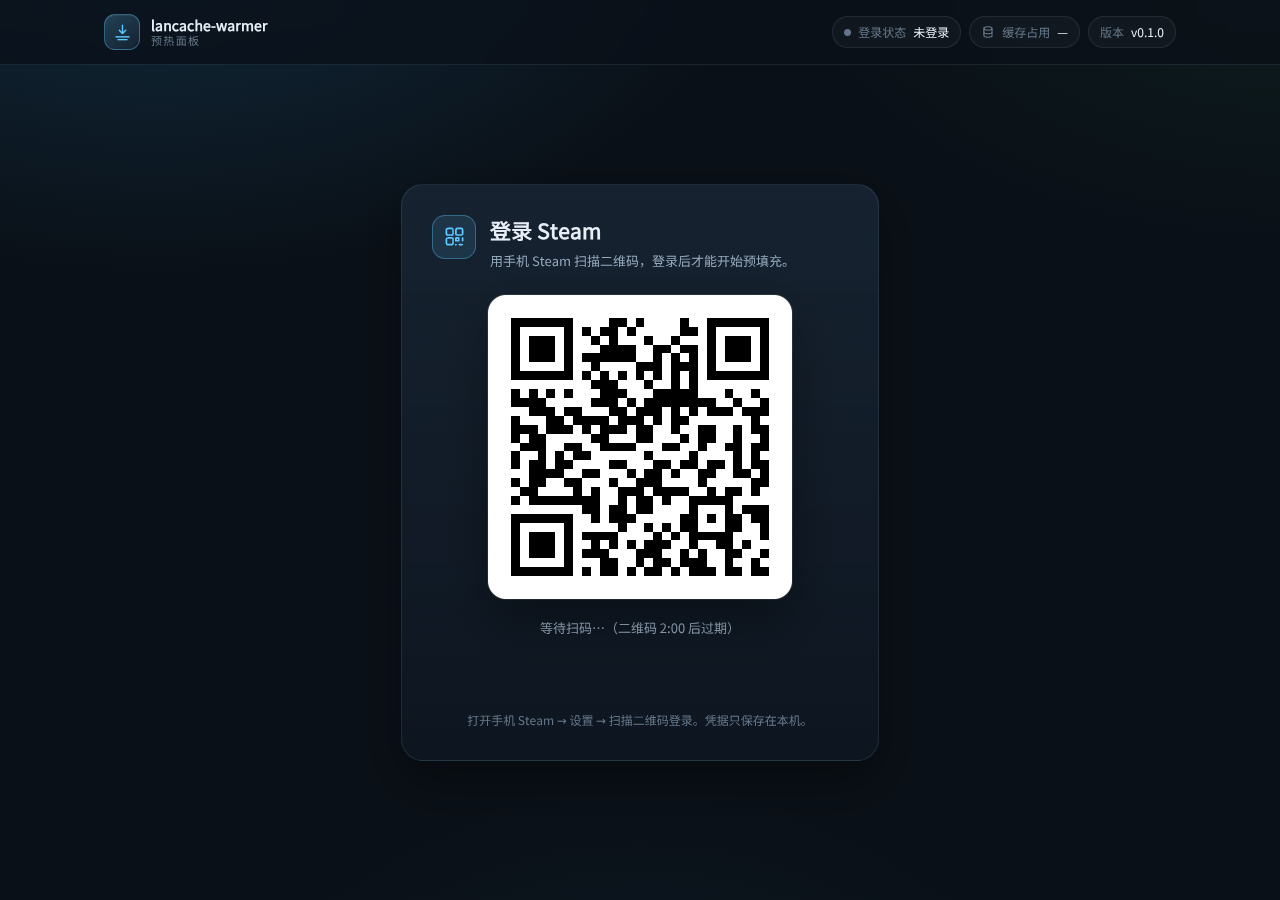 lancache-warmer
预热面板
登录状态 未登录
缓存占用 —
版本 v0.1.0
登录 Steam
用手机 Steam 扫描二维码，登录后才能开始预填充。
等待扫码…（二维码 2:00 后过期）
打开手机 Steam → 设置 → 扫描二维码登录。凭据只保存在本机。